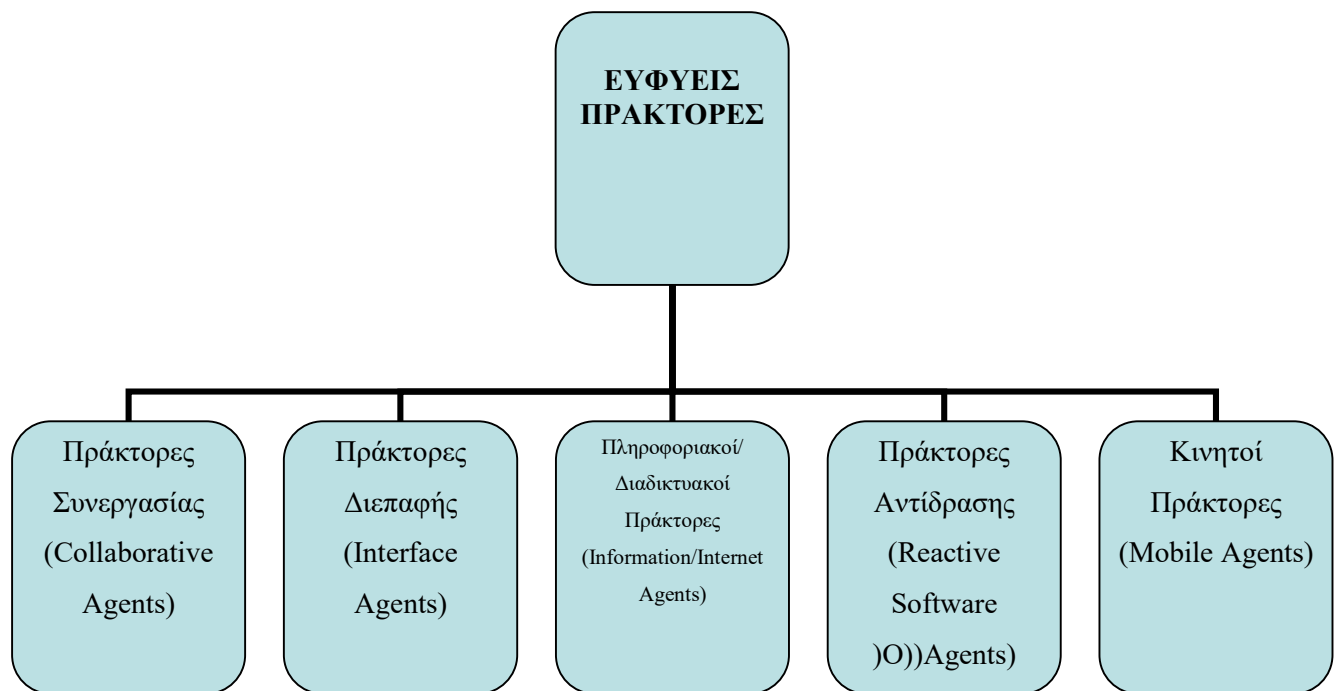 ΕΥΦΥΕΙΣ
ΠΡΑΚΤΟΡΕΣ
Πράκτορες
Συνεργασίας
(Collaborative
Agents)
Πράκτορες
Διεπαφής
(Interface
Agents)
Πληροφοριακοί/
Διαδικτυακοί
Πράκτορες
(Information/Internet
Agents)
Πράκτορες
Αντίδρασης
(Reactive
Software
)O))Agents)
Κινητοί
Πράκτορες
(Mobile Agents)